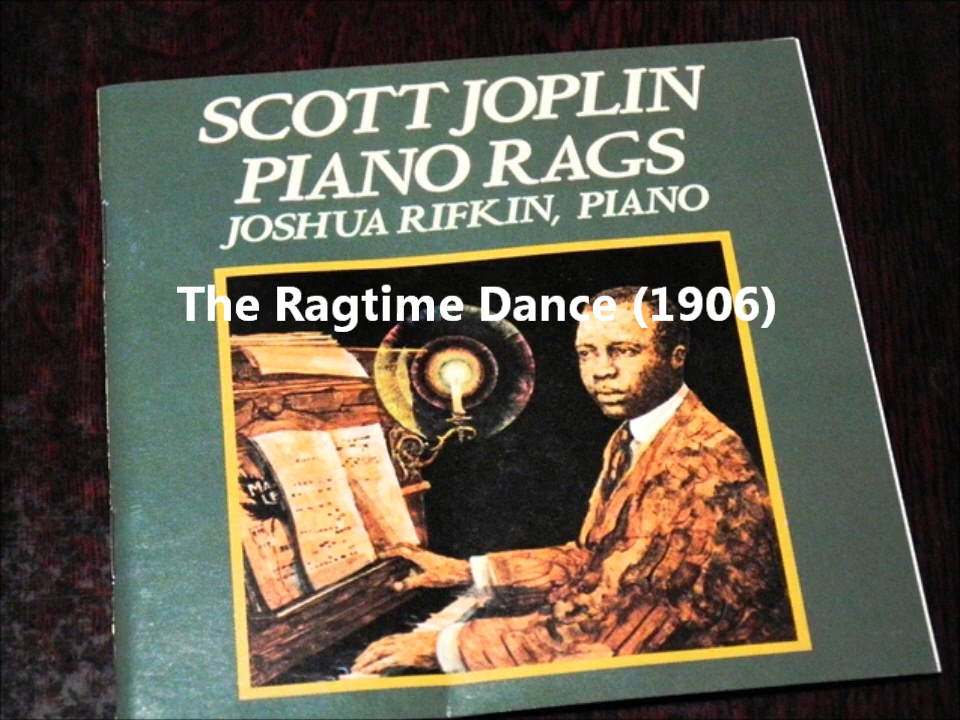 SCOTT JOPLIN
PIANO RAGS
JOSHUA RIFKIN, PIANO
The Ragtime Dance (1906)